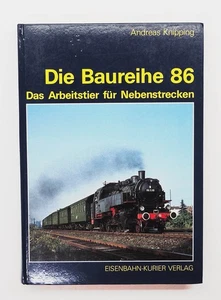 Andreas Knipping
Die Baureihe 86
Das Arbeitstier für Nebenstrecken
EISENBAHN-KURIER VERLAG